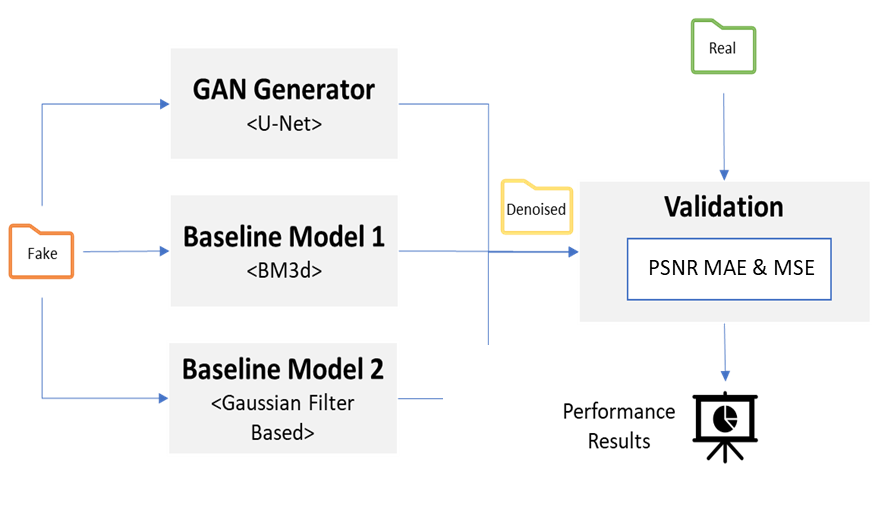 Real
GAN Generator
<U-Net>
Denoised
Validation
Baseline Model 1
<BM3d>
Fake
PSNR MAE & MSE
Baseline Model 2
<Gaussian Filter
Based>
Performance
Results